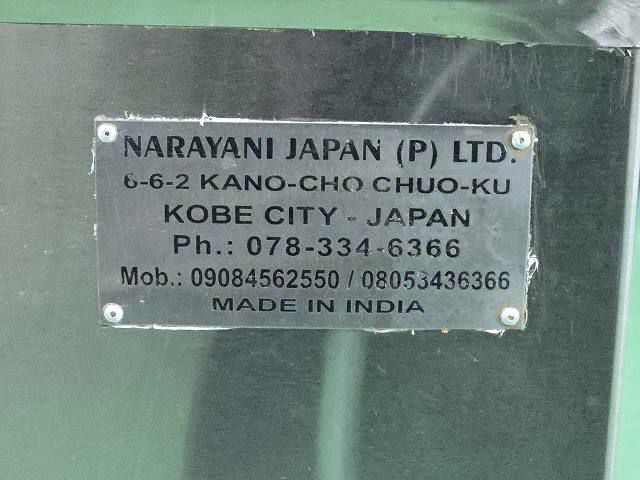 NARAYANI JAPAN (P) LTD.
6-6-2 KANO-CHO CHUO-KU
KOBE CITY - JAPAN
Ph.: 078-334-6366
Mob.: 09084562550 / 08053436366
MADE IN INDIA